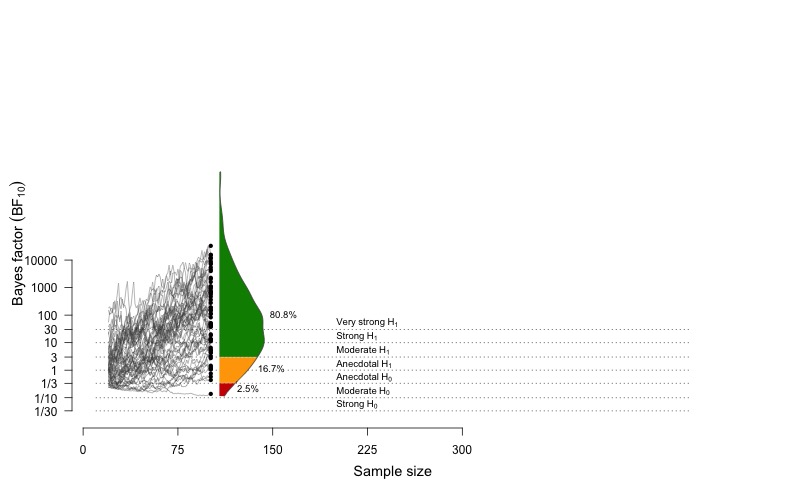 Bayes factor (BF10)
10000
1000
100
30
10
3
1
1/3
1/10
1/30
80.8%
16.7%
2.5%
Very strong H1
Strong H1
Moderate H1
Anecdotal H1
Anecdotal H0
Moderate H0
Strong H0
0 75 150 225 300
Sample size